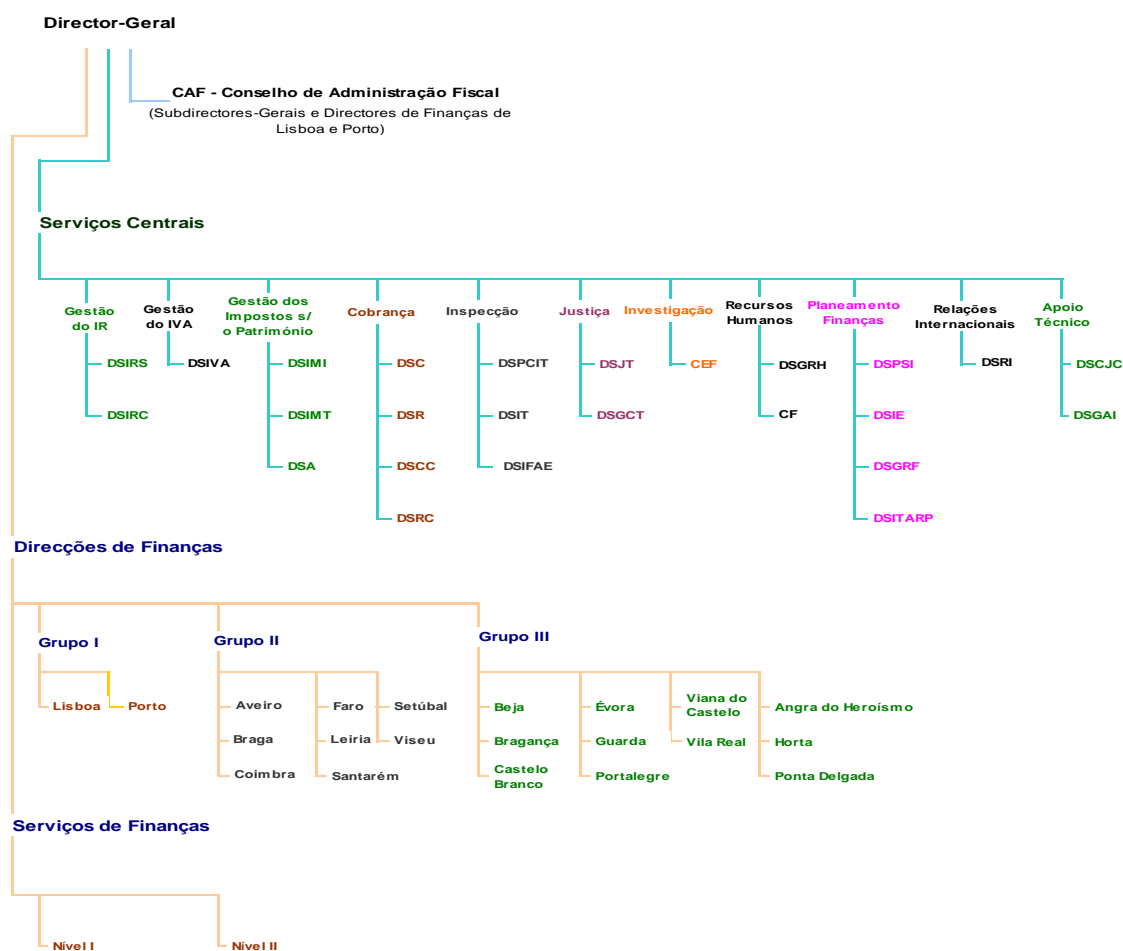 Director-Geral
CAF - Conselho de Administração Fiscal
(Subdirectores-Gerais e Directores de Finanças de
Lisboa e Porto)
Serviços Centrais
Gestão
do IR
Gestão
do IVA
Gestão dos
Impostos s/
o Património
Cobrança
Inspecção
Justiça
Investigação
Recursos
Humanos
Planeamento
Finanças
Relações
Internacionais
Apoio
Técnico
DSIRS
DSIVA
DSIMI
DSC
DSPCIT
DSJT
CEF
DSGRH
DSPSI
DSRI
DSCJC
DSIRC
DSIMT
DSR
DSIT
DSGCT
CF
DSIE
DSGAI
DSA
DSCC
DSIFAE
DSGRF
DSRC
DSITARP
Direcções de Finanças
Grupo I
Grupo II
Grupo III
Lisboa
Porto
Aveiro
Faro
Setúbal
Beja
Évora
Viana do
Castelo
Angra do Heroísmo
Braga
Leiria
Viseu
Bragança
Guarda
Vila Real
Horta
Coimbra
Santarém
Castelo
Branco
Portalegre
Ponta Delgada
Serviços de Finanças
Nível I
Nível II